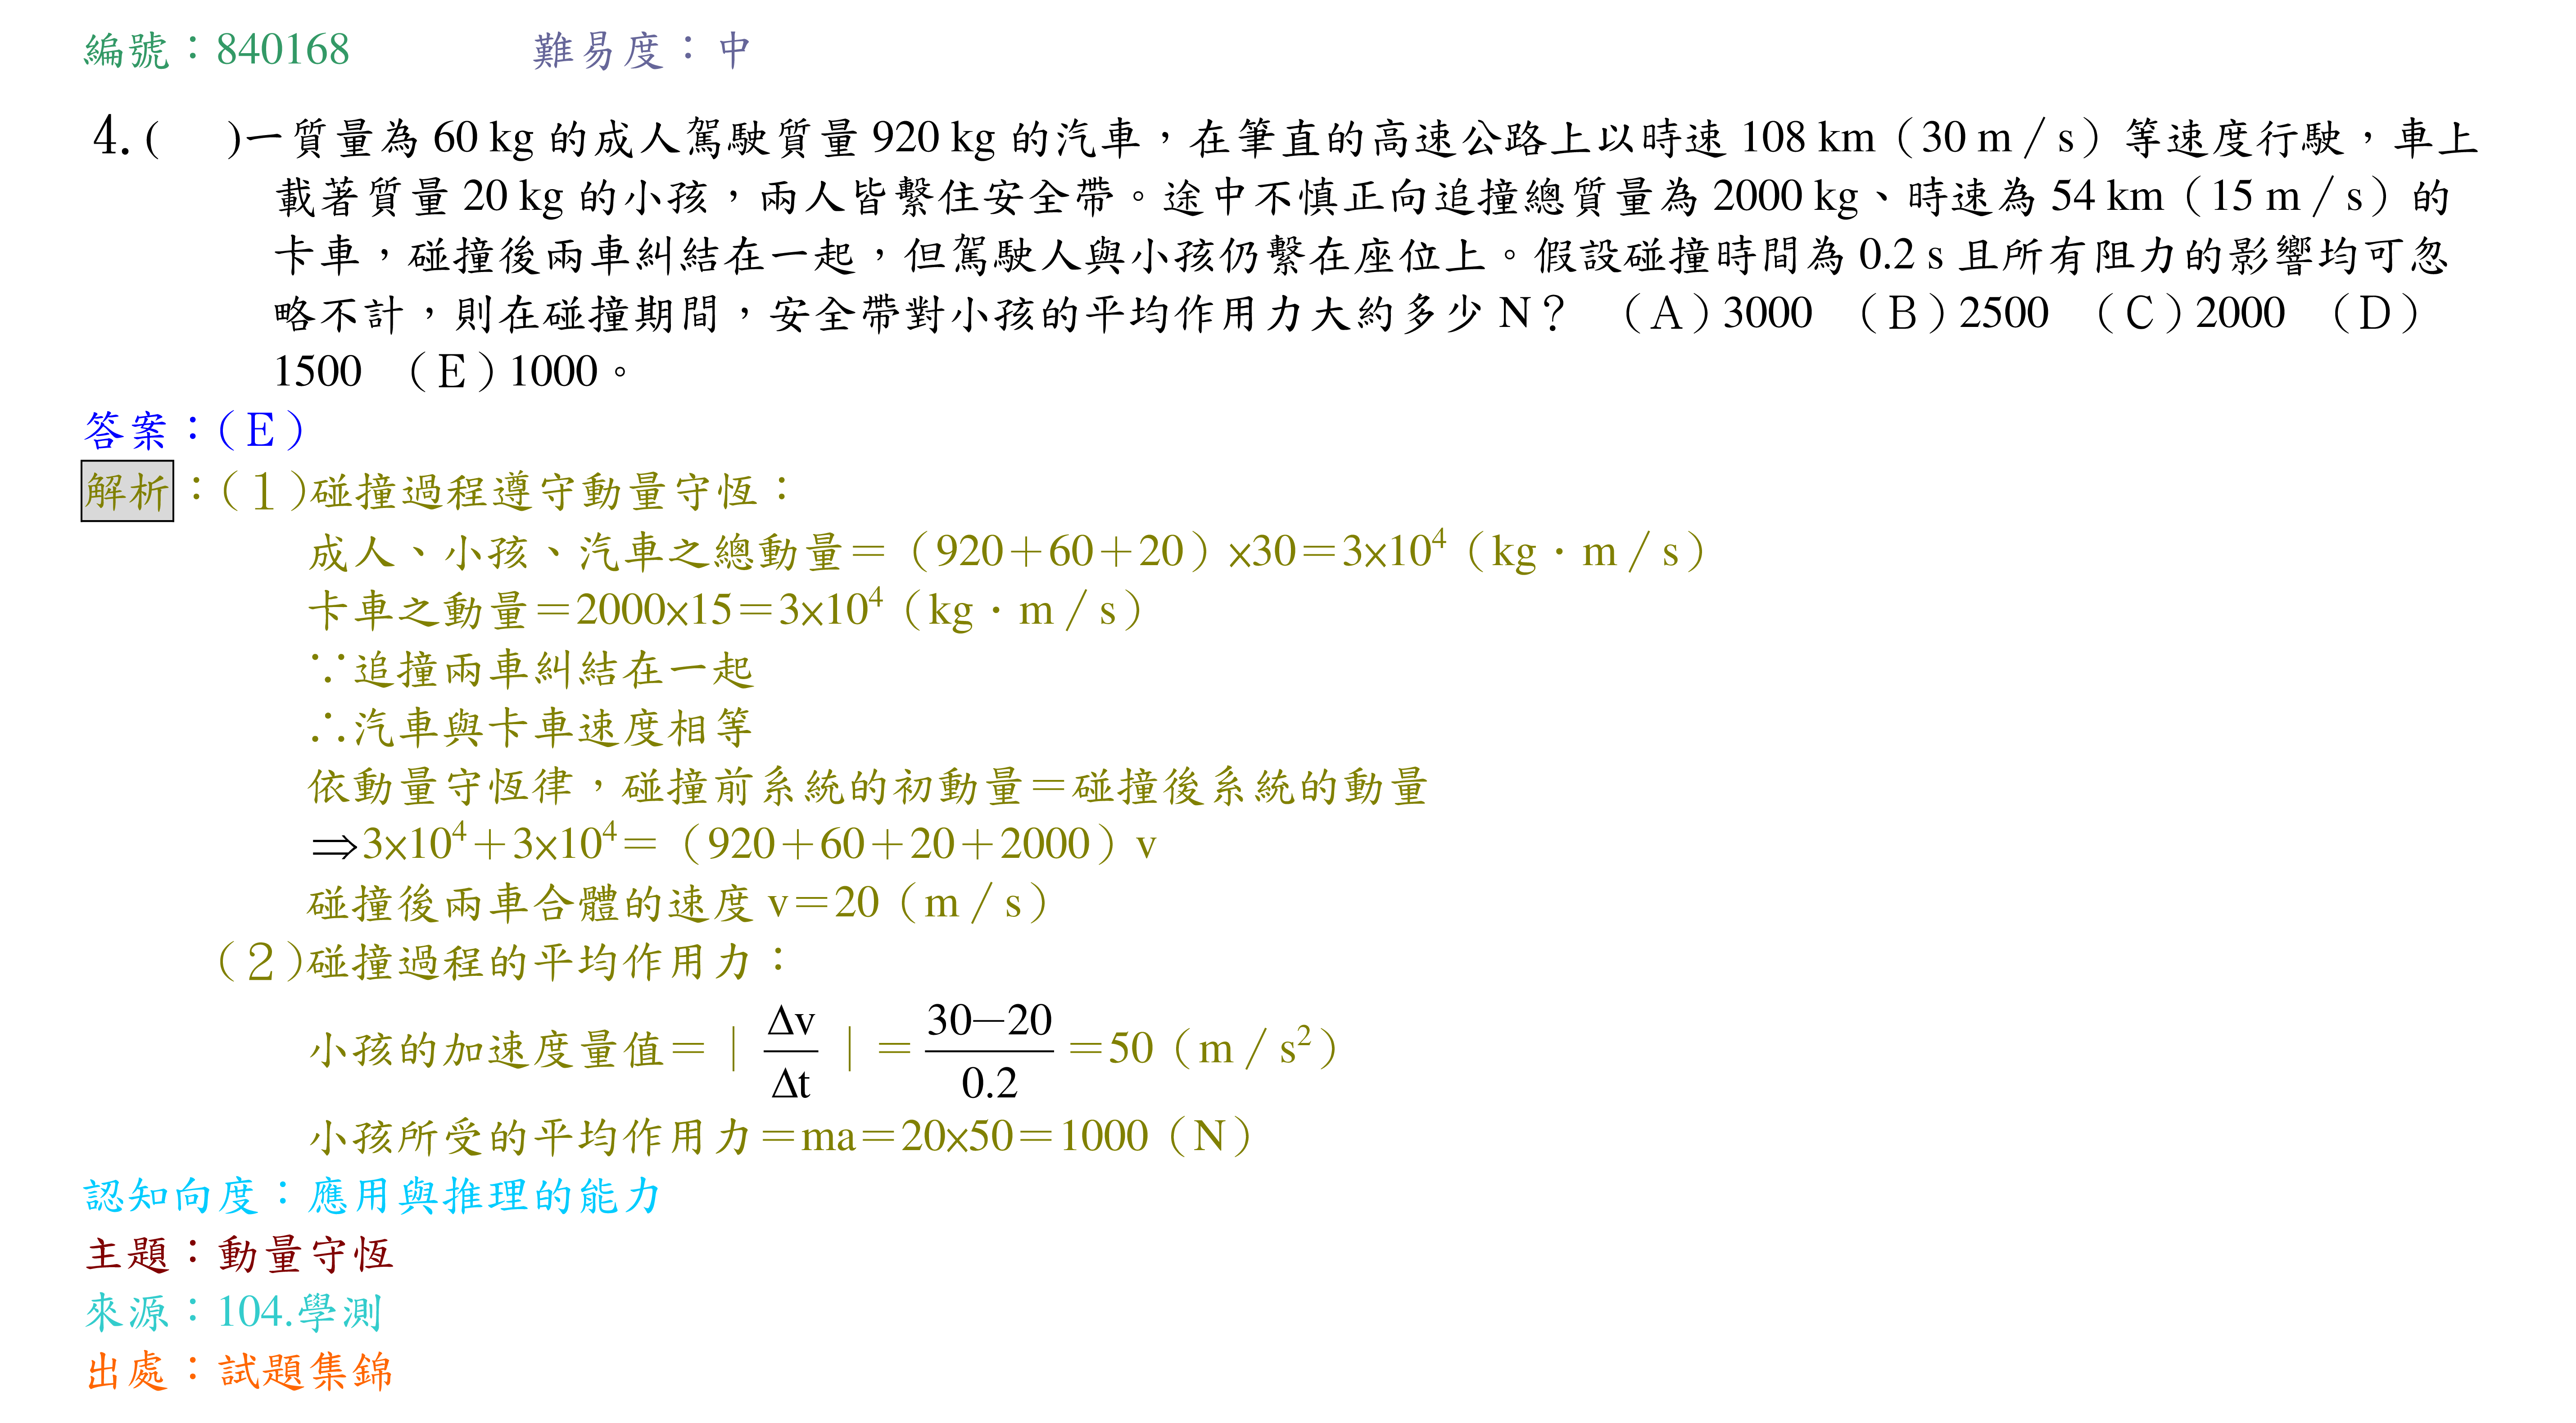 編號：840168 難易度：中
4.( )一質量為 60 kg 的成人駕駛質量 920 kg 的汽車，在筆直的高速公路上以時速 108 km（30 m／s）等速度行駛，車上
載著質量 20 kg 的小孩，兩人皆繫住安全帶。途中不慎正向追撞總質量為 2000 kg、時速為 54 km（15 m／s）的
卡車，碰撞後兩車糾結在一起，但駕駛人與小孩仍繫在座位上。假設碰撞時間為 0.2 s 且所有阻力的影響均可忽
略不計，則在碰撞期間，安全帶對小孩的平均作用力大約多少 N？ （A）3000 （B）2500 （C）2000 （D）
1500 （E）1000。
答案：（E）
解析：（1）碰撞過程遵守動量守恆：
成人、小孩、汽車之總動量＝（920＋60＋20）×30＝3×10⁴（kg．m／s）
卡車之動量＝2000×15＝3×10⁴（kg．m／s）
∵追撞兩車糾結在一起
∴汽車與卡車速度相等
依動量守恆律，碰撞前系統的初動量＝碰撞後系統的動量
⇒3×10⁴＋3×10⁴＝（920＋60＋20＋2000）v
碰撞後兩車合體的速度 v＝20（m／s）
（2）碰撞過程的平均作用力：
小孩的加速度量值＝｜Δv/Δt｜＝30－20/0.2＝50（m／s²）
小孩所受的平均作用力＝ma＝20×50＝1000（N）
認知向度：應用與推理的能力
主題：動量守恆
來源：104.學測
出處：試題集錦